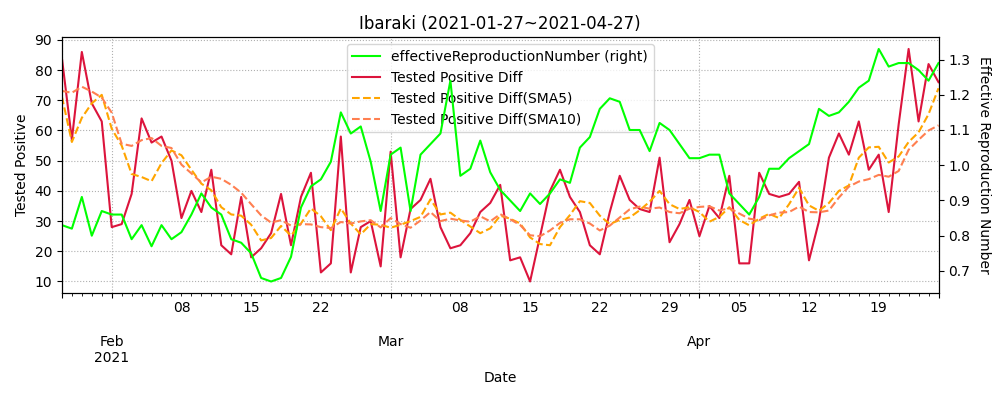 Ibaraki (2021-01-27~2021-04-27)
effectiveReproductionNumber (right)
Tested Positive Diff
Tested Positive Diff(SMA5)
Tested Positive Diff(SMA10)
Tested Positive
90
80
70
60
50
40
30
20
10
1.3
1.2
1.1
1.0
0.9
0.8
0.7
Effective Reproduction Number
08 15 22 08 15 22 29 05 12 19
Feb Mar Apr
2021
Date